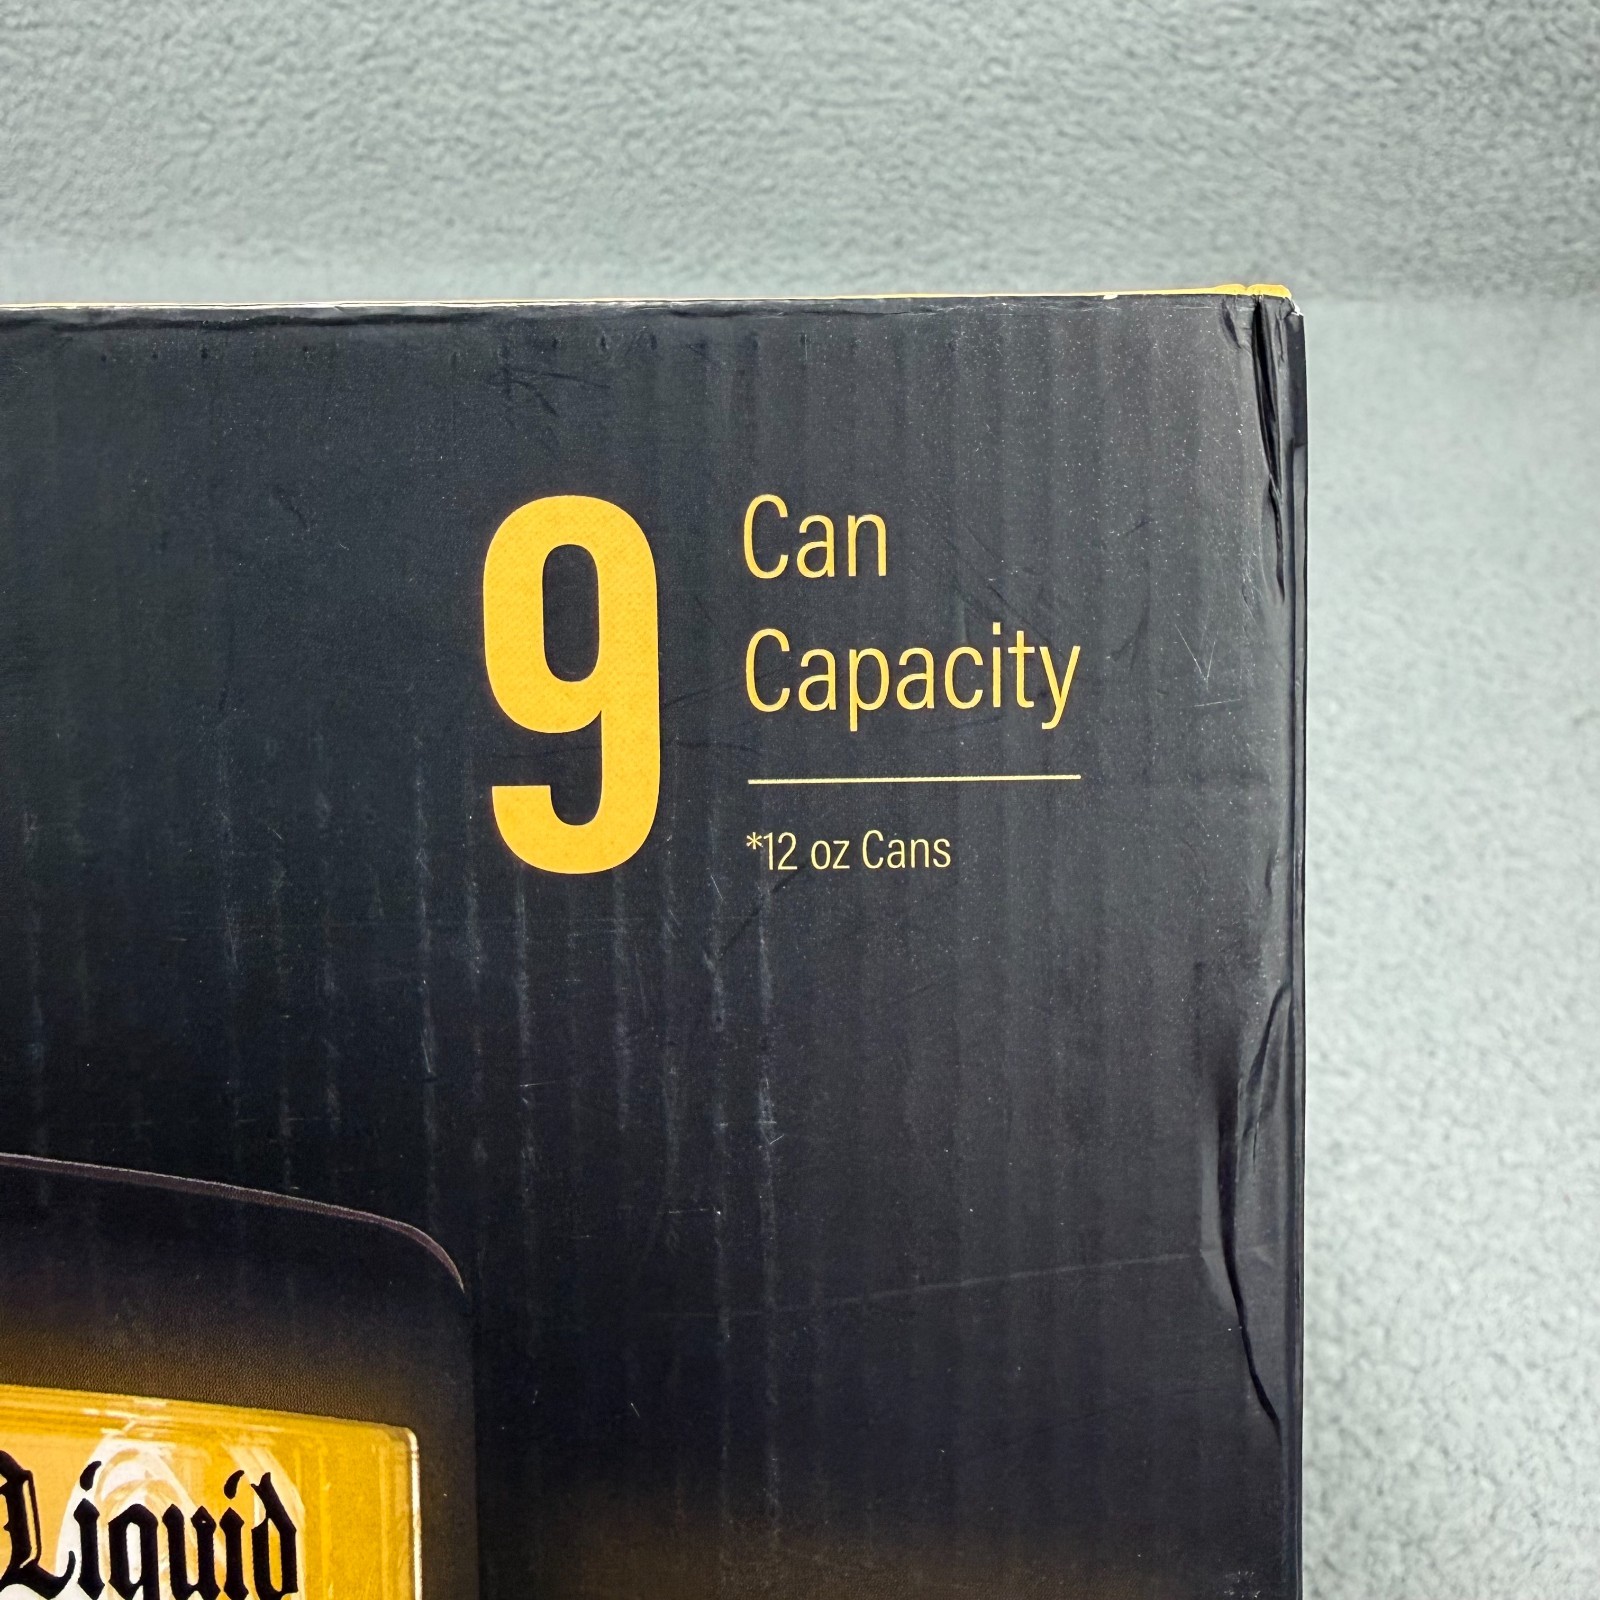 9
Can
Capacity
*12 oz Cans
Liquid